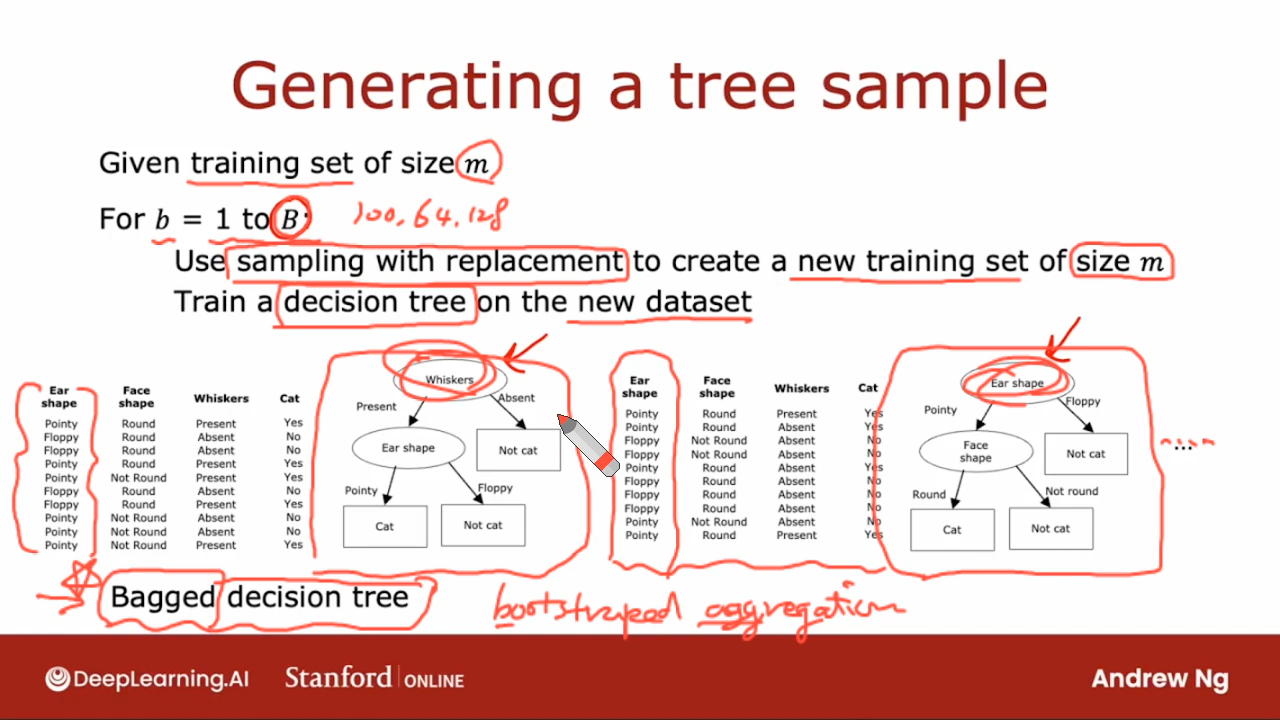 Generating a tree sample
Given training set of size m
For b = 1 to B: 100, 64, 128
Use sampling with replacement to create a new training set of size m
Train a decision tree on the new dataset
Ear shape Face shape Whiskers Cat
Pointy Round Present Yes
Floppy Round Absent No
Floppy Round Absent No
Pointy Round Present Yes
Pointy Not Round Present Yes
Floppy Round Absent No
Floppy Round Present Yes
Pointy Not Round Absent No
Pointy Not Round Absent No
Pointy Not Round Present Yes
Whiskers
Present Absent
Ear shape Not cat
Pointy Floppy
Cat Not cat
Ear shape Face shape Whiskers Cat
Pointy Round Present Yes
Pointy Round Absent Yes
Floppy Not Round Absent No
Floppy Not Round Absent No
Pointy Round Absent Yes
Floppy Round Absent No
Floppy Round Absent No
Floppy Round Absent No
Pointy Not Round Absent No
Pointy Round Present Yes
Ear shape
Pointy Floppy
Face shape Not cat
Round Not round
Cat Not cat
...
Bagged decision tree bootstraped aggregation
DeepLearning.AI Stanford ONLINE Andrew Ng